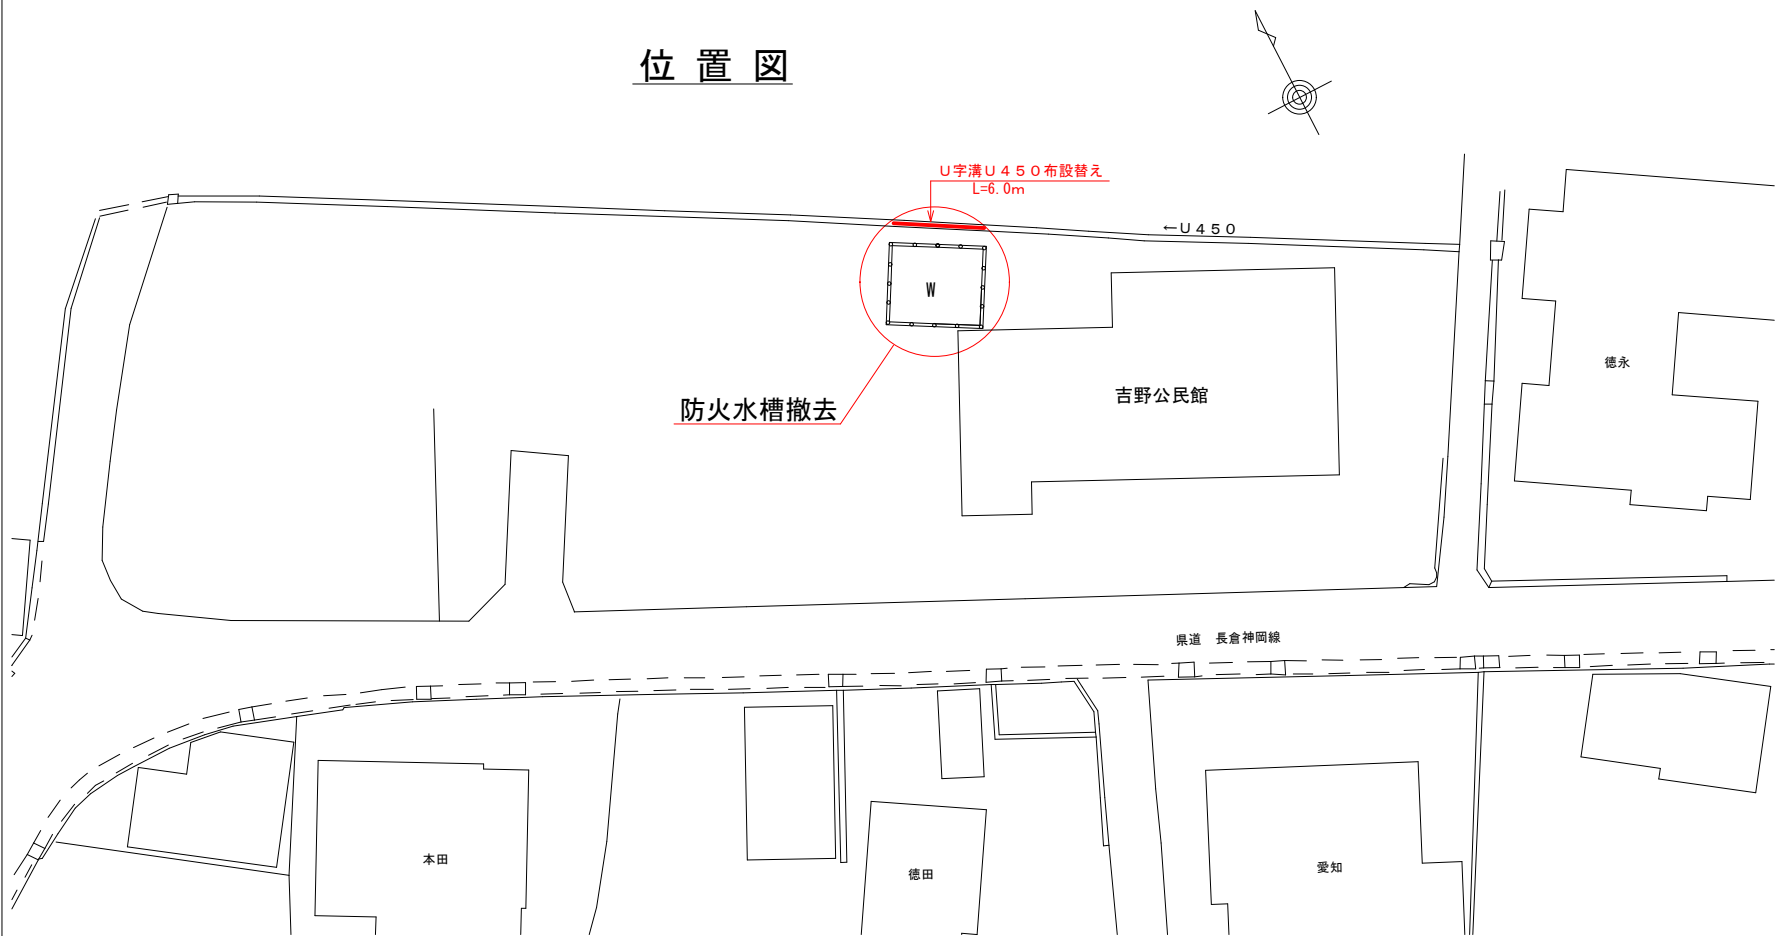 位置図
U字溝U450布設替え
L=6.0m
←U450
W
徳永
吉野公民館
防火水槽撤去
県道 長倉神岡線
本田
徳田
愛知